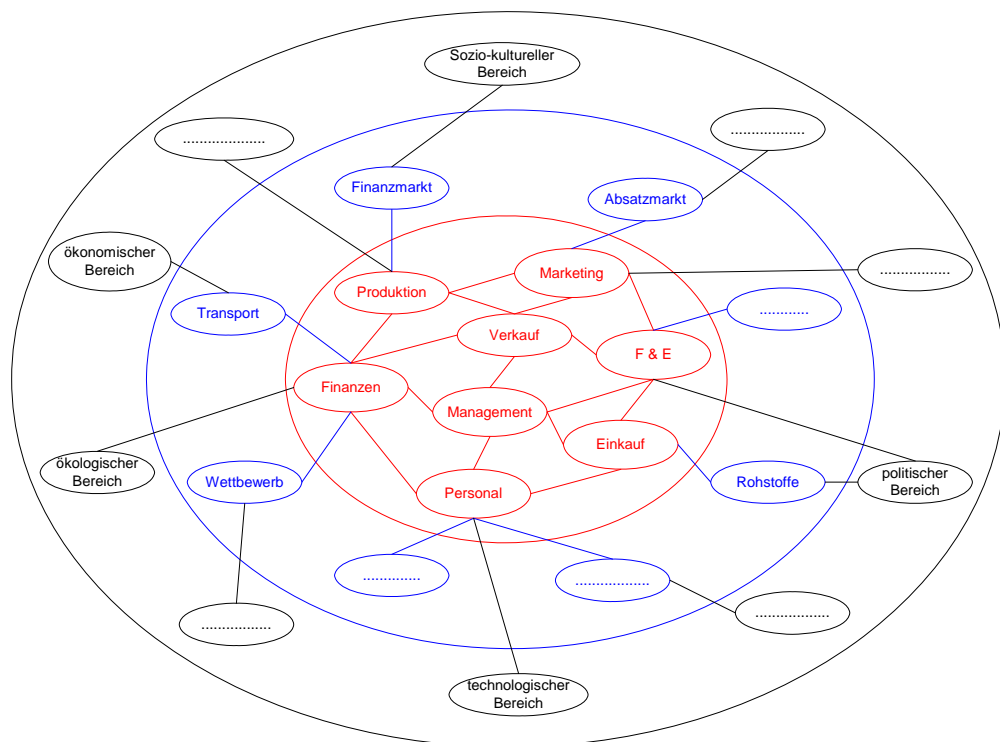 Sozio-kultureller
Bereich
....................
..................
Finanzmarkt
Absatzmarkt
ökonomischer
Bereich
Marketing
.................
Produktion
Transport
............
Verkauf
F & E
Finanzen
Management
Einkauf
ökologischer
Bereich
Wettbewerb
Personal
Rohstoffe
politischer
Bereich
..............
..................
.................
..................
technologischer
Bereich